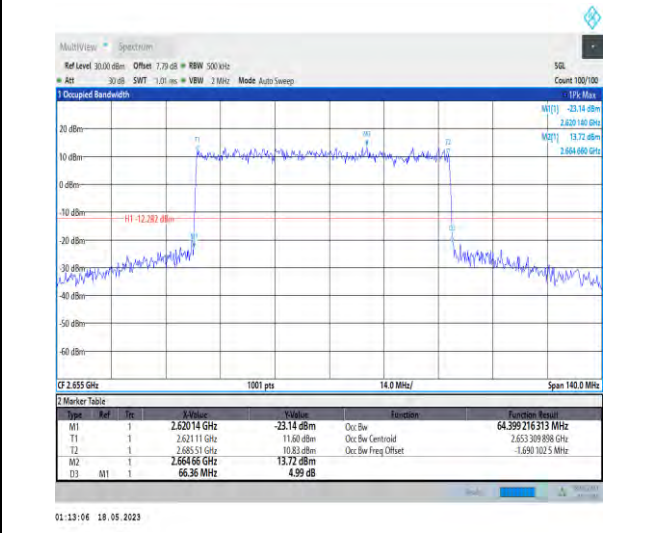 MultiView Spectrum
Ref Level 30.00 dBm Offset 7.79 dB RBW 500 kHz SGL
Att 30 dB SWT 1.01 ms VBW 2 MHz Mode Auto Sweep Count 100/100
1 Occupied Bandwidth 1Pk Max
M1[1] -23.14 dBm
2.620 140 GHz
20 dBm
M2[1] 13.72 dBm
T1 M2 T2
2.664 660 GHz
10 dBm
0 dBm
-10 dBm
H1 -12.282 dBm
-20 dBm
M1 D3
-30 dBm
-40 dBm
-50 dBm
-60 dBm
CF 2.655 GHz 1001 pts 14.0 MHz/ Span 140.0 MHz
2 Marker Table
Type Ref Trc X-Value Y-Value Function Function Result
M1 1 2.62014 GHz -23.14 dBm Occ Bw 64.399 216 313 MHz
T1 1 2.62111 GHz 11.60 dBm Occ Bw Centroid 2.653 309 898 GHz
T2 1 2.68551 GHz 10.83 dBm Occ Bw Freq Offset -1.690 102 5 MHz
M2 1 2.66466 GHz 13.72 dBm
D3 M1 1 66.36 MHz 4.99 dB
01:13:06 18.05.2023